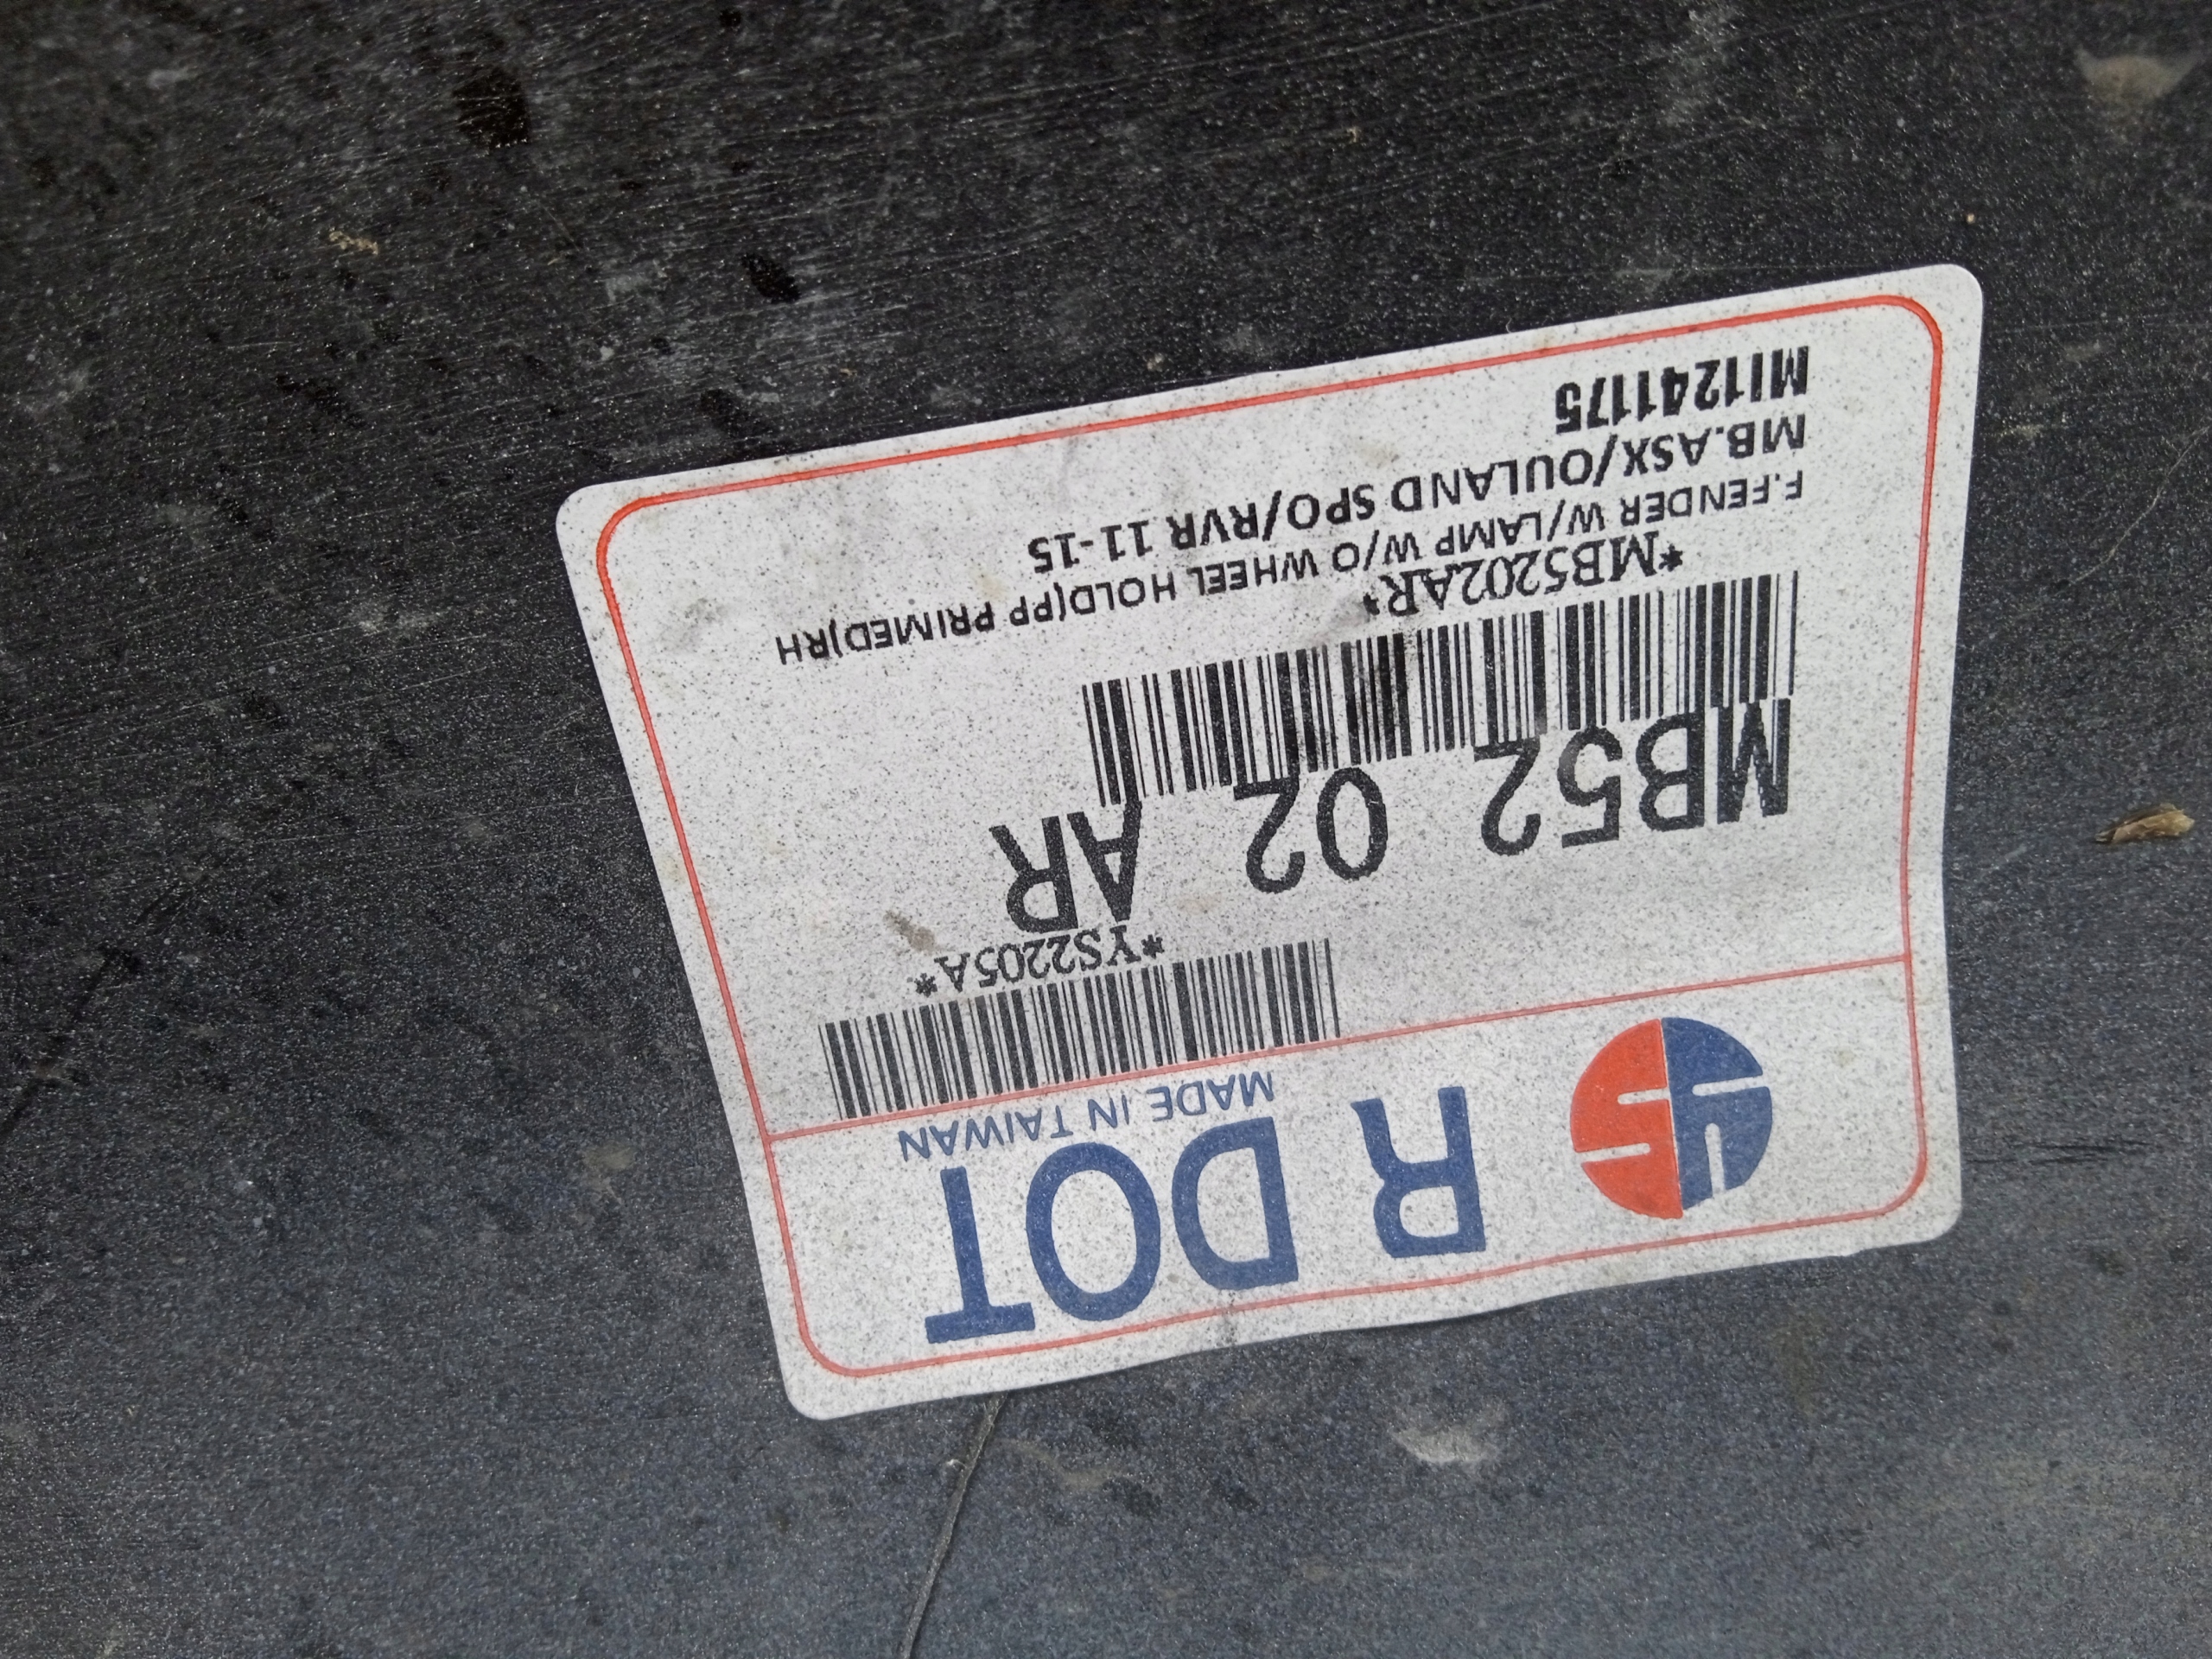 MI1241175
MB.ASX/OULAND SPO/RVR 11-15
F.FENDER W/LAMP W/O WHEEL HOLD(PP PRIMED)RH
*MB5202AR*
MB52 02 AR
*YS2205A*
MADE IN TAIWAN
YS R DOT